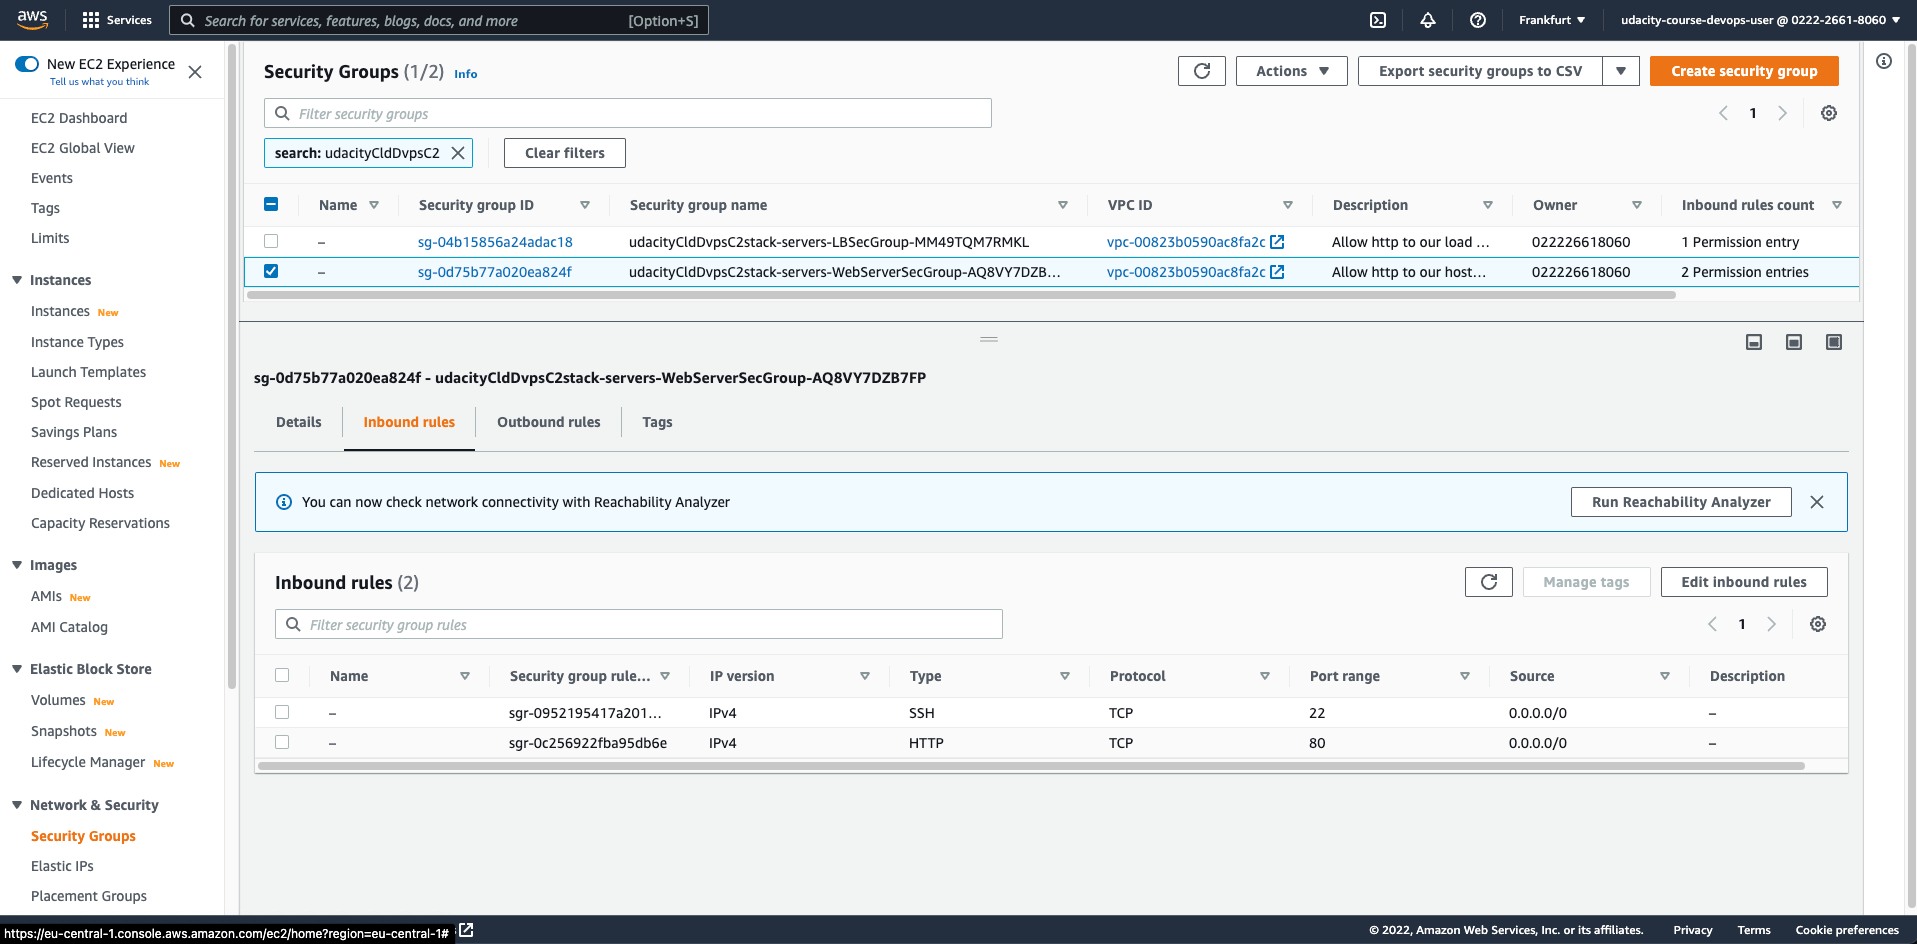 aws
Services
Search for services, features, blogs, docs, and more
[Option+S]
Frankfurt
udacity-course-devops-user @ 0222-2661-8060
New EC2 Experience
Tell us what you think
EC2 Dashboard
EC2 Global View
Events
Tags
Limits
Instances
Instances New
Instance Types
Launch Templates
Spot Requests
Savings Plans
Reserved Instances New
Dedicated Hosts
Capacity Reservations
Images
AMIs New
AMI Catalog
Elastic Block Store
Volumes New
Snapshots New
Lifecycle Manager New
Network & Security
Security Groups
Elastic IPs
Placement Groups
Security Groups (1/2) Info
Actions
Export security groups to CSV
Create security group
Filter security groups
1
search: udacityCldDvpsC2
Clear filters
Name Security group ID Security group name VPC ID Description Owner Inbound rules count
– sg-04b15856a24adac18 udacityCldDvpsC2stack-servers-LBSecGroup-MM49TQM7RMKL vpc-00823b0590ac8fa2c Allow http to our load ... 022226618060 1 Permission entry
– sg-0d75b77a020ea824f udacityCldDvpsC2stack-servers-WebServerSecGroup-AQ8VY7DZB... vpc-00823b0590ac8fa2c Allow http to our host... 022226618060 2 Permission entries
sg-0d75b77a020ea824f - udacityCldDvpsC2stack-servers-WebServerSecGroup-AQ8VY7DZB7FP
Details
Inbound rules
Outbound rules
Tags
You can now check network connectivity with Reachability Analyzer
Run Reachability Analyzer
Inbound rules (2)
Manage tags
Edit inbound rules
Filter security group rules
1
Name Security group rule... IP version Type Protocol Port range Source Description
– sgr-0952195417a201... IPv4 SSH TCP 22 0.0.0.0/0 –
– sgr-0c256922fba95db6e IPv4 HTTP TCP 80 0.0.0.0/0 –
https://eu-central-1.console.aws.amazon.com/ec2/home?region=eu-central-1#
© 2022, Amazon Web Services, Inc. or its affiliates.
Privacy
Terms
Cookie preferences